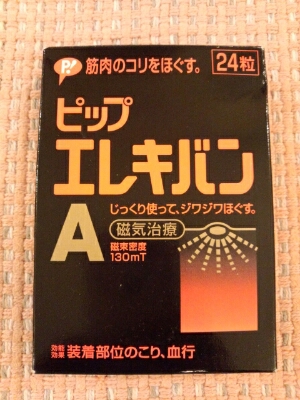 P! 筋肉のコリをほぐす。 24粒
ピップ
エレキバン
A
じっくり使って、ジワジワほぐす。
磁気治療
磁束密度
130mT
効能
効果 装着部位のこり、血行